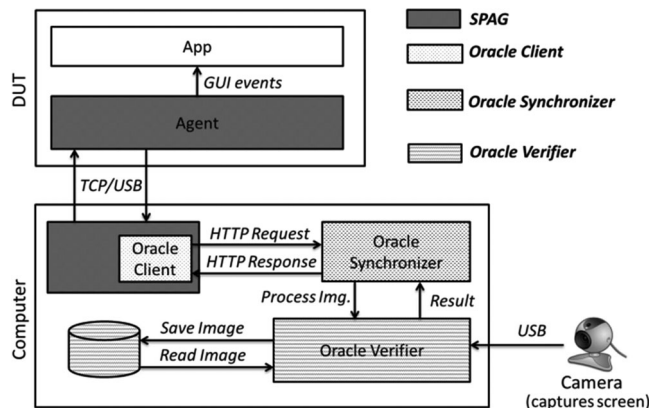 App
GUI events
Agent
DUT
TCP/USB
SPAG
Oracle Client
Oracle Synchronizer
Oracle Verifier
Computer
Oracle
Client
HTTP Request
HTTP Response
Oracle
Synchronizer
Process Img.
Result
Save Image
Read Image
Oracle Verifier
USB
Camera
(captures screen)